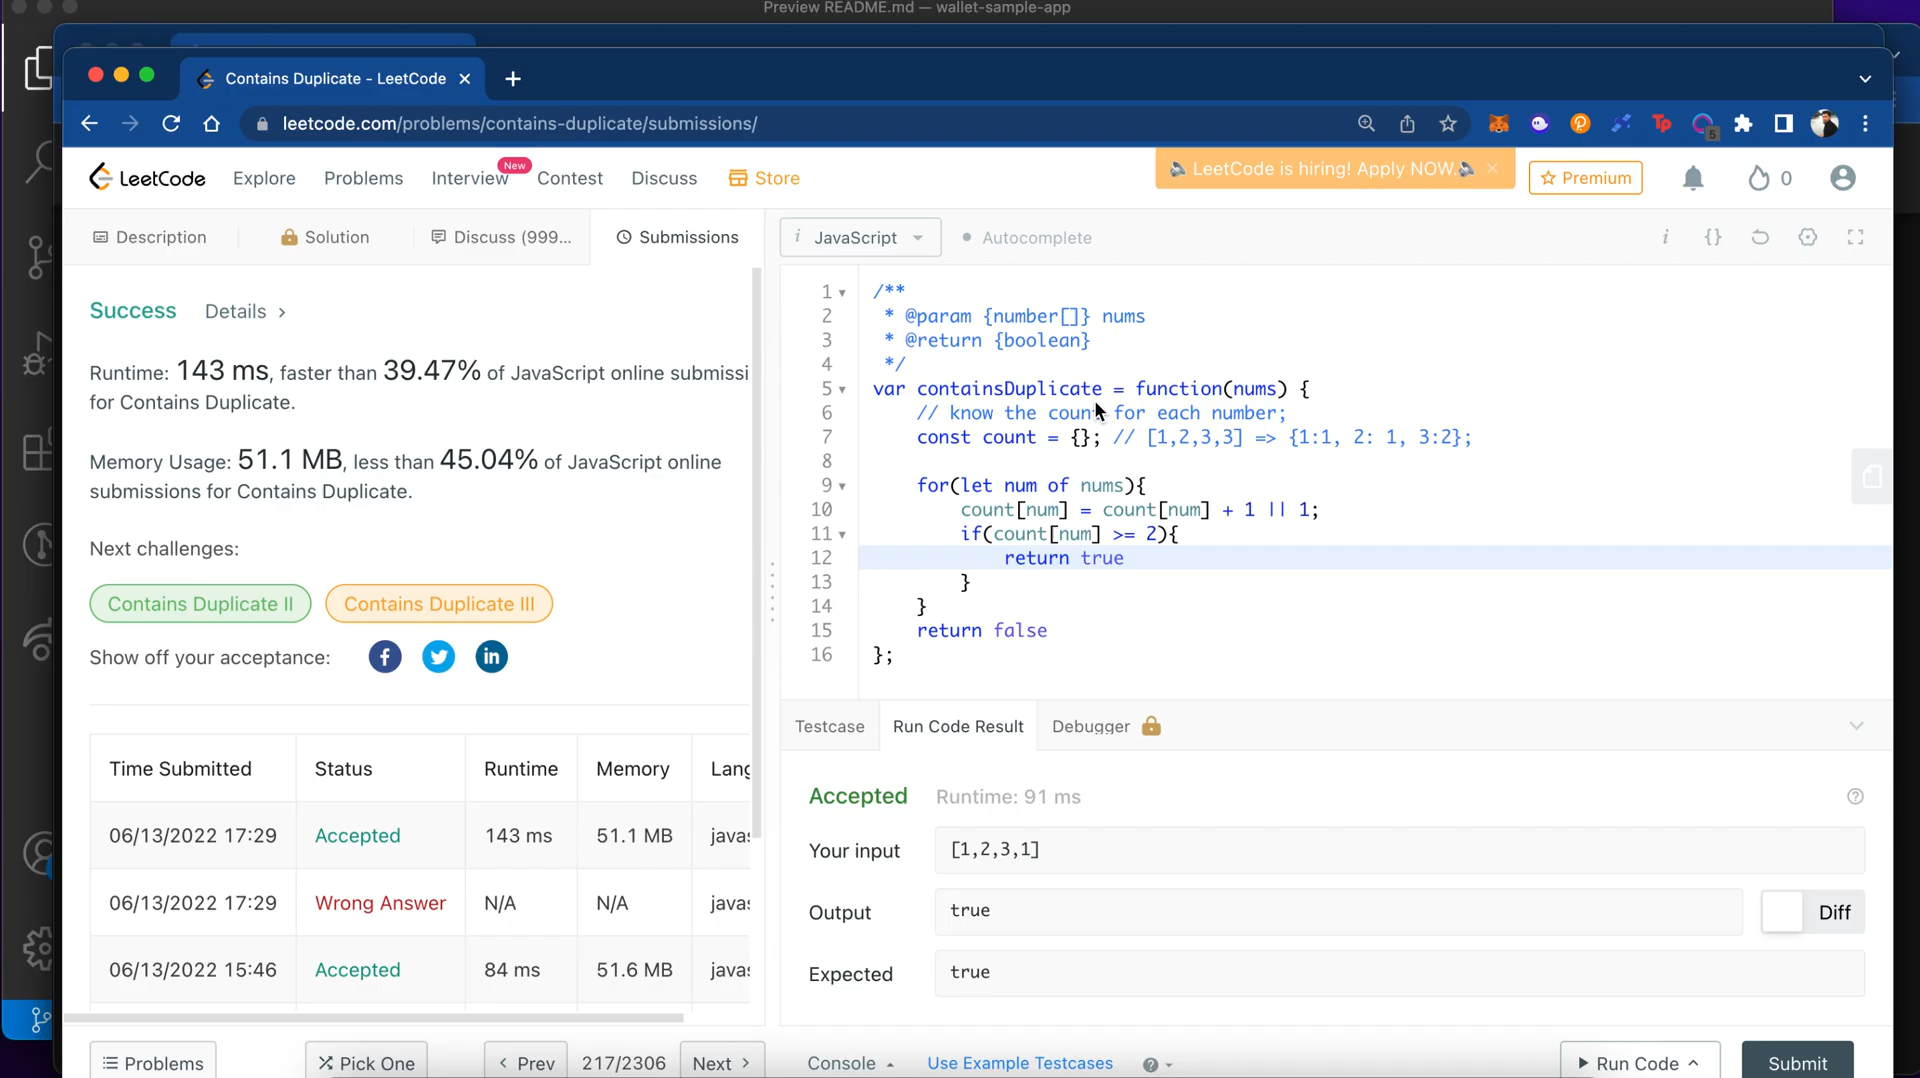 Preview README.md — wallet-sample-app
Contains Duplicate - LeetCode
leetcode.com/problems/contains-duplicate/submissions/
5
LeetCode
Explore
Problems
Interview
New
Contest
Discuss
Store
LeetCode is hiring! Apply NOW.
Premium
0
Description
Solution
Discuss (999...
Submissions
i JavaScript
Autocomplete
Success
Details >
Runtime: 143 ms, faster than 39.47% of JavaScript online submissi
for Contains Duplicate.
Memory Usage: 51.1 MB, less than 45.04% of JavaScript online
submissions for Contains Duplicate.
Next challenges:
Contains Duplicate II
Contains Duplicate III
Show off your acceptance:
Time Submitted Status Runtime Memory Lang
06/13/2022 17:29 Accepted 143 ms 51.1 MB javas
06/13/2022 17:29 Wrong Answer N/A N/A javas
06/13/2022 15:46 Accepted 84 ms 51.6 MB javas
1 /**
2 * @param {number[]} nums
3 * @return {boolean}
4 */
5 var containsDuplicate = function(nums) {
6 // know the count for each number;
7 const count = {}; // [1,2,3,3] => {1:1, 2: 1, 3:2};
8
9 for(let num of nums){
10 count[num] = count[num] + 1 || 1;
11 if(count[num] >= 2){
12 return true
13 }
14 }
15 return false
16 };
Testcase
Run Code Result
Debugger
Accepted
Runtime: 91 ms
Your input
[1,2,3,1]
Output
true
Diff
Expected
true
Problems
Pick One
< Prev
217/2306
Next >
Console
Use Example Testcases
Run Code
Submit